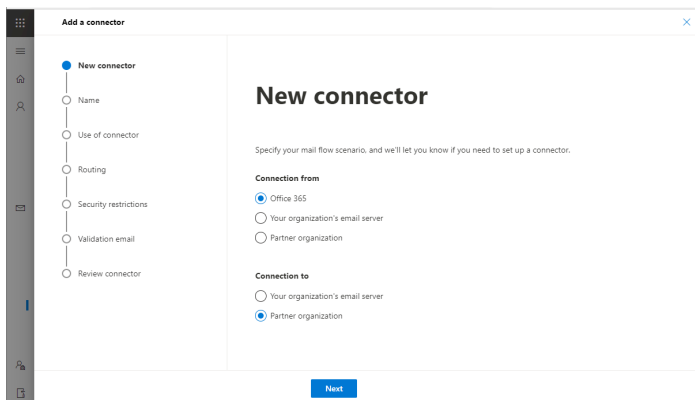 Add a connector
New connector
Name
Use of connector
Routing
Security restrictions
Validation email
Review connector
New connector
Specify your mail flow scenario, and we'll let you know if you need to set up a connector.
Connection from
Office 365
Your organization's email server
Partner organization
Connection to
Your organization's email server
Partner organization
Next